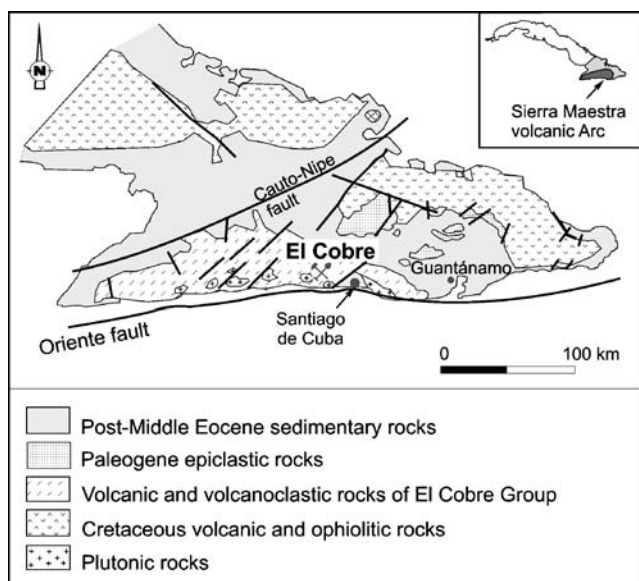 N
Sierra Maestra
volcanic Arc
Cauto-Nipe
fault
El Cobre
Guantánamo
Santiago
de Cuba
Oriente fault
0 100 km
Post-Middle Eocene sedimentary rocks
Paleogene epiclastic rocks
Volcanic and volcanoclastic rocks of El Cobre Group
Cretaceous volcanic and ophiolitic rocks
Plutonic rocks